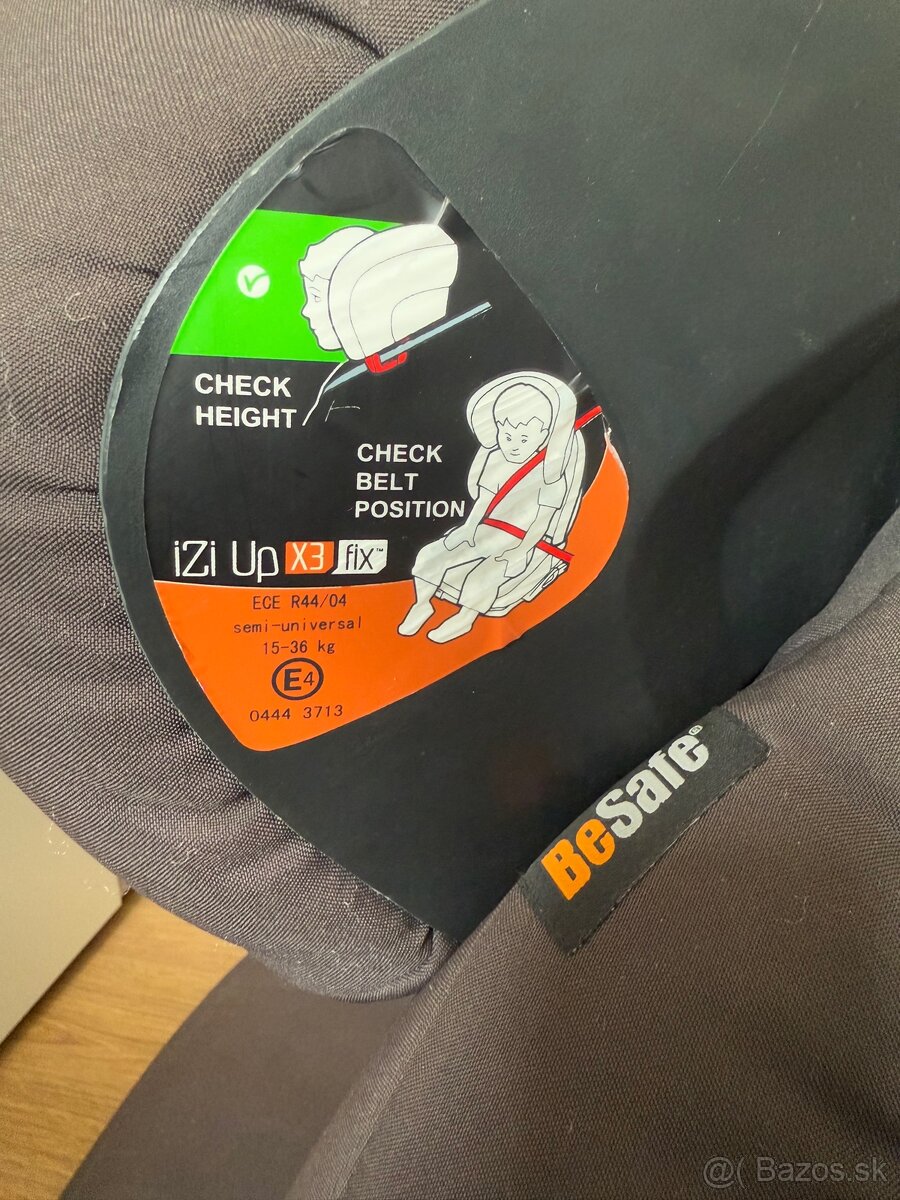 CHECK
HEIGHT
CHECK
BELT
POSITION
iZi Up X3 fix™
ECE R44/04
semi-universal
15-36 kg
E4
0444 3713
BeSafe
@( Bazos.sk